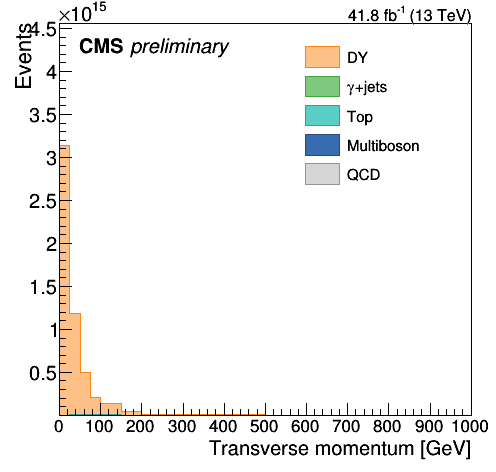 ×10¹⁵
41.8 fb⁻¹ (13 TeV)
Events
CMS preliminary
DY
γ+jets
Top
Multiboson
QCD
4.5
4
3.5
3
2.5
2
1.5
1
0.5
0 100 200 300 400 500 600 700 800 900 1000
Transverse momentum [GeV]